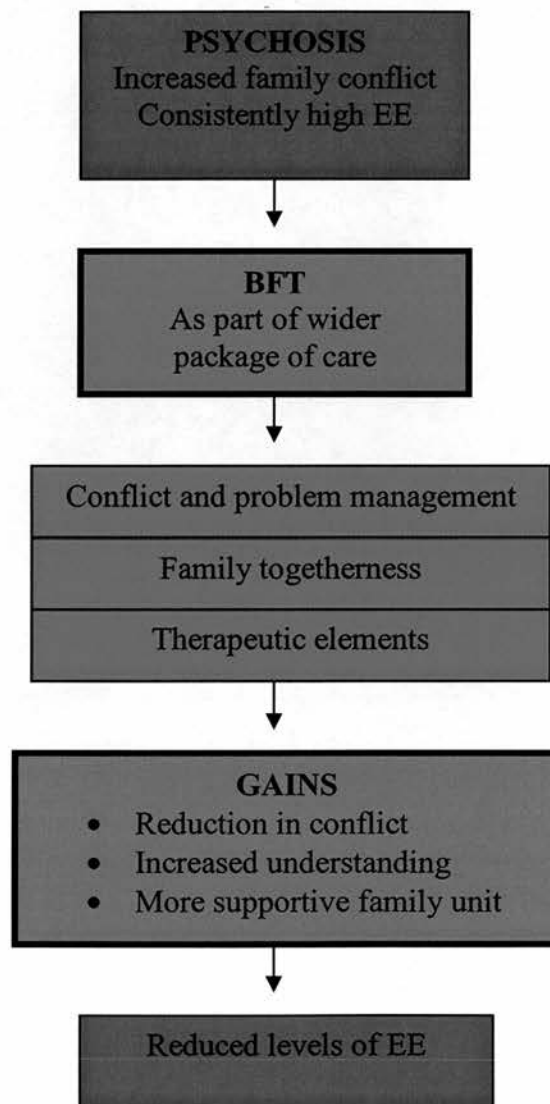 PSYCHOSIS
Increased family conflict
Consistently high EE
BFT
As part of wider
package of care
Conflict and problem management
Family togetherness
Therapeutic elements
GAINS
• Reduction in conflict
• Increased understanding
• More supportive family unit
Reduced levels of EE